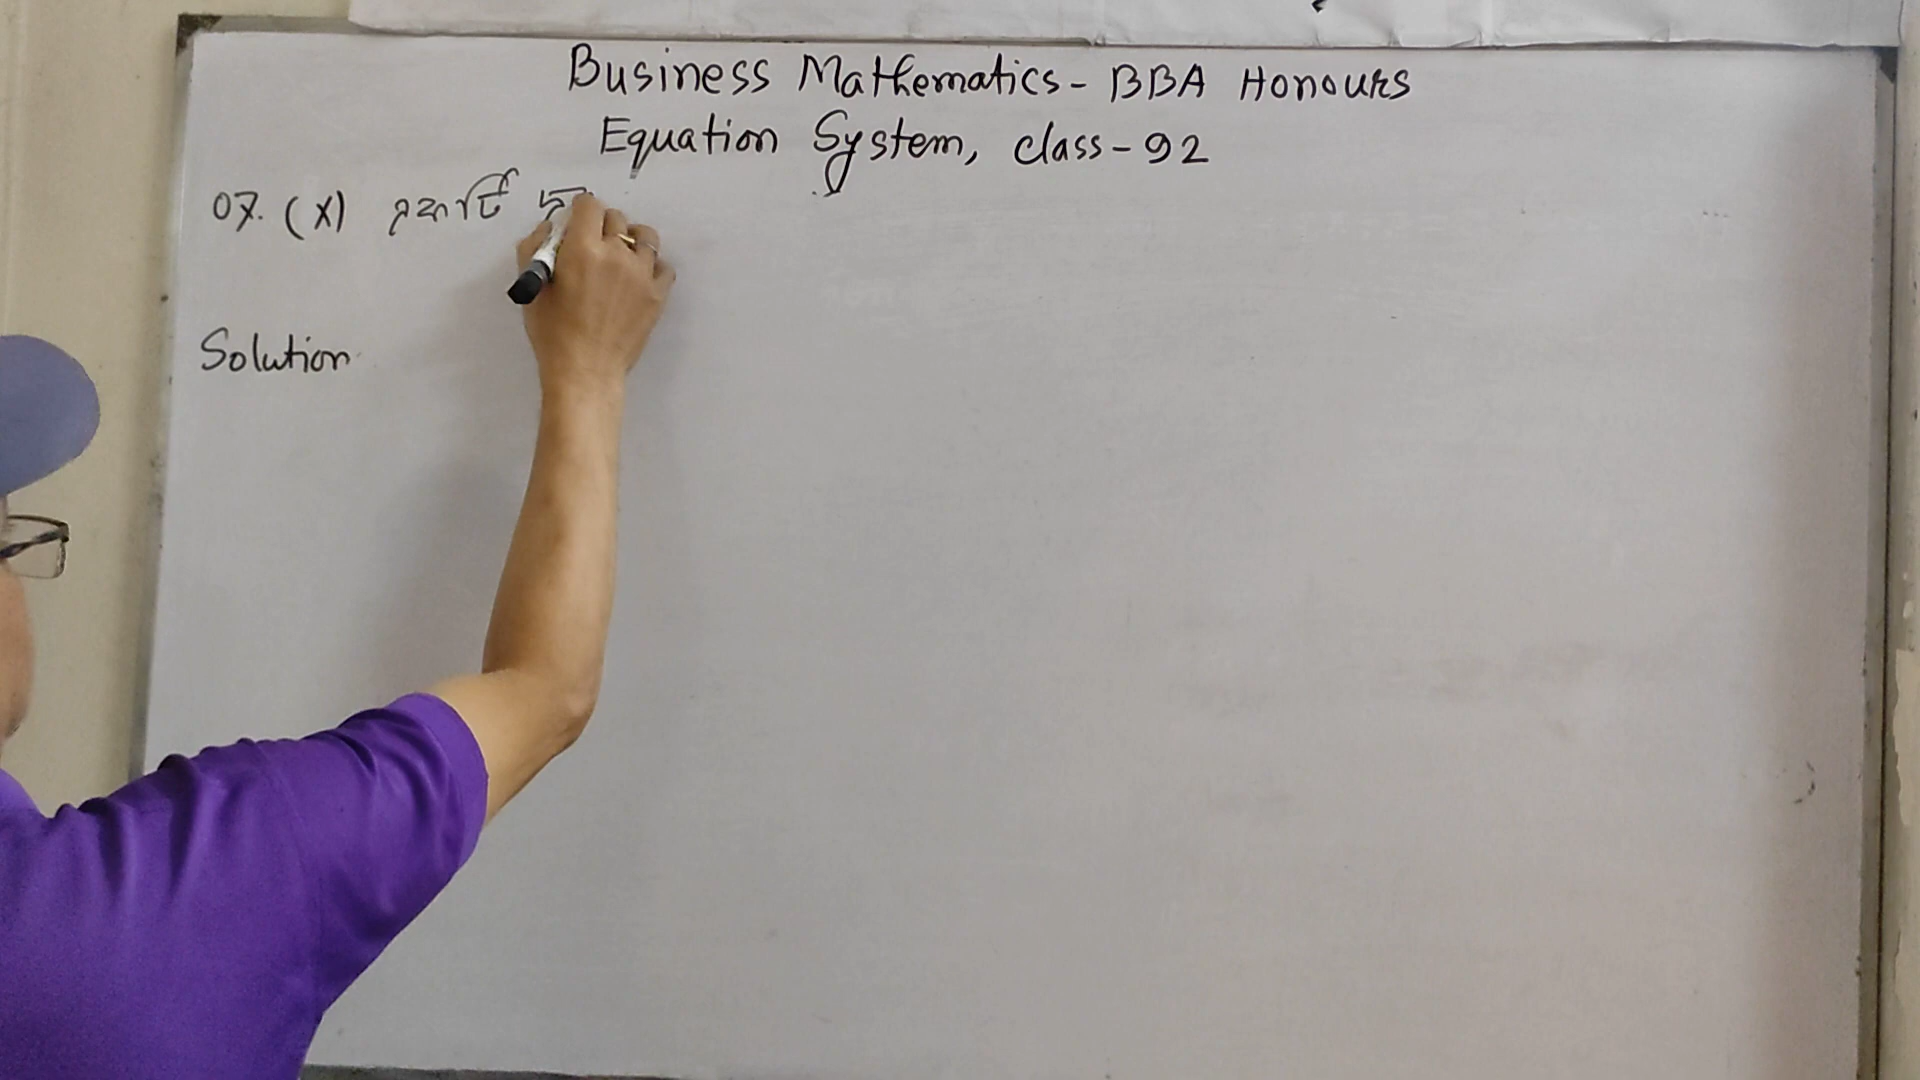 Business Mathematics - BBA Honours
Equation System, class - 92
07. (X) একটি
Solution